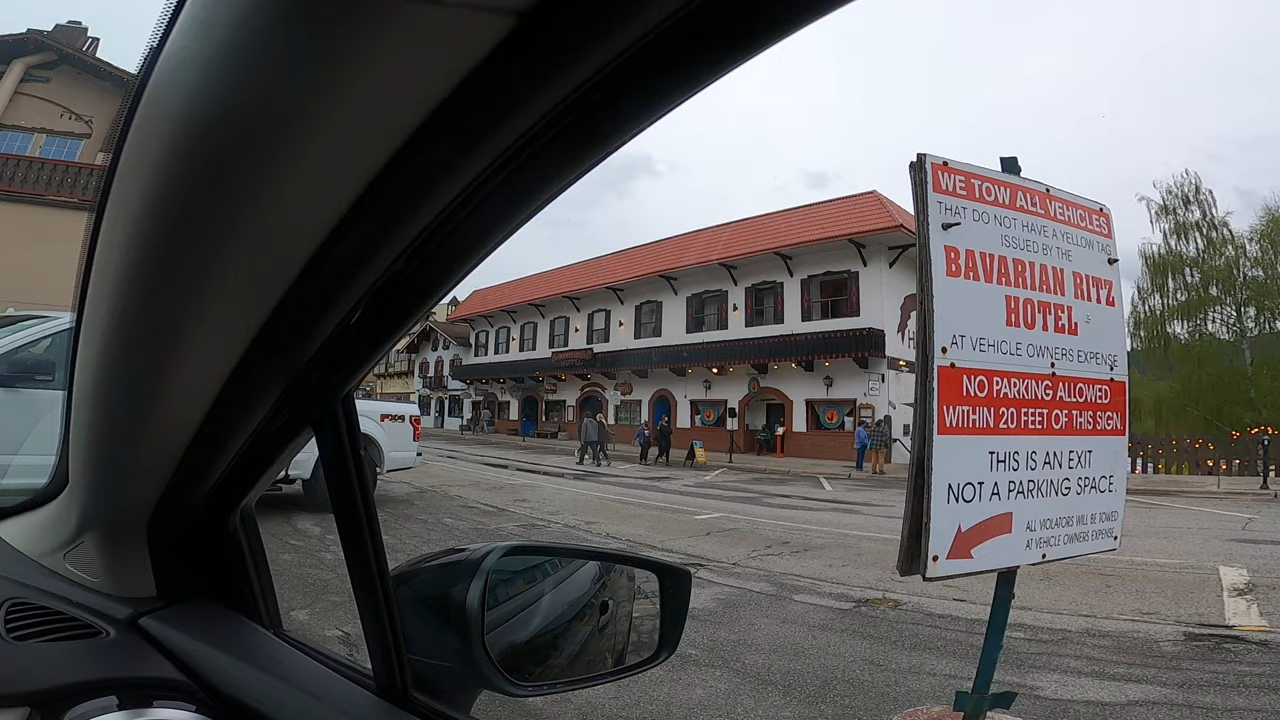 WE TOW ALL VEHICLES
THAT DO NOT HAVE A YELLOW TAG
ISSUED BY THE
BAVARIAN RITZ
HOTEL
AT VEHICLE OWNERS EXPENSE
NO PARKING ALLOWED
WITHIN 20 FEET OF THIS SIGN.
THIS IS AN EXIT
NOT A PARKING SPACE.
ALL VIOLATORS WILL BE TOWED
AT VEHICLE OWNERS EXPENSE.
HOTEL
FX4